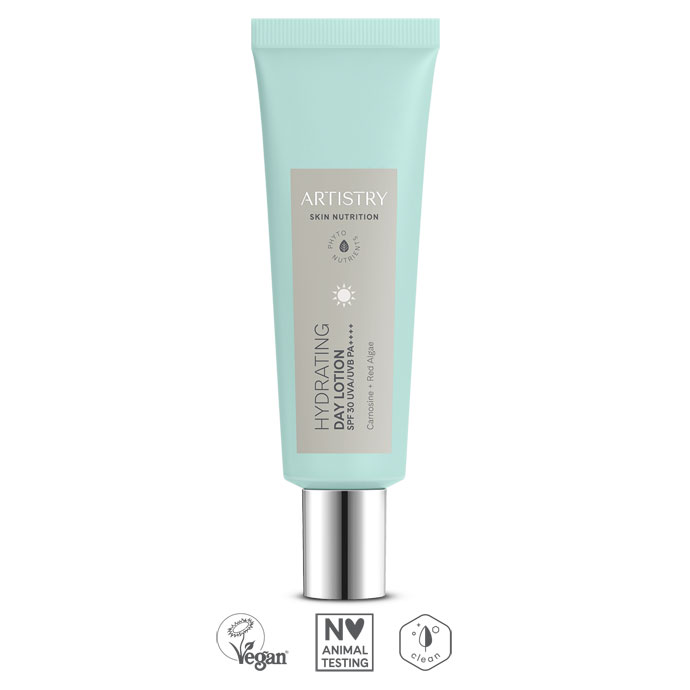 ARTISTRY
SKIN NUTRITION
PHYTO
NUTRIENTS
HYDRATING
DAY LOTION
SPF 30 UVA/UVB PA++++
Carnosine + Red Algae
Vegan
NO
ANIMAL
TESTING
clean